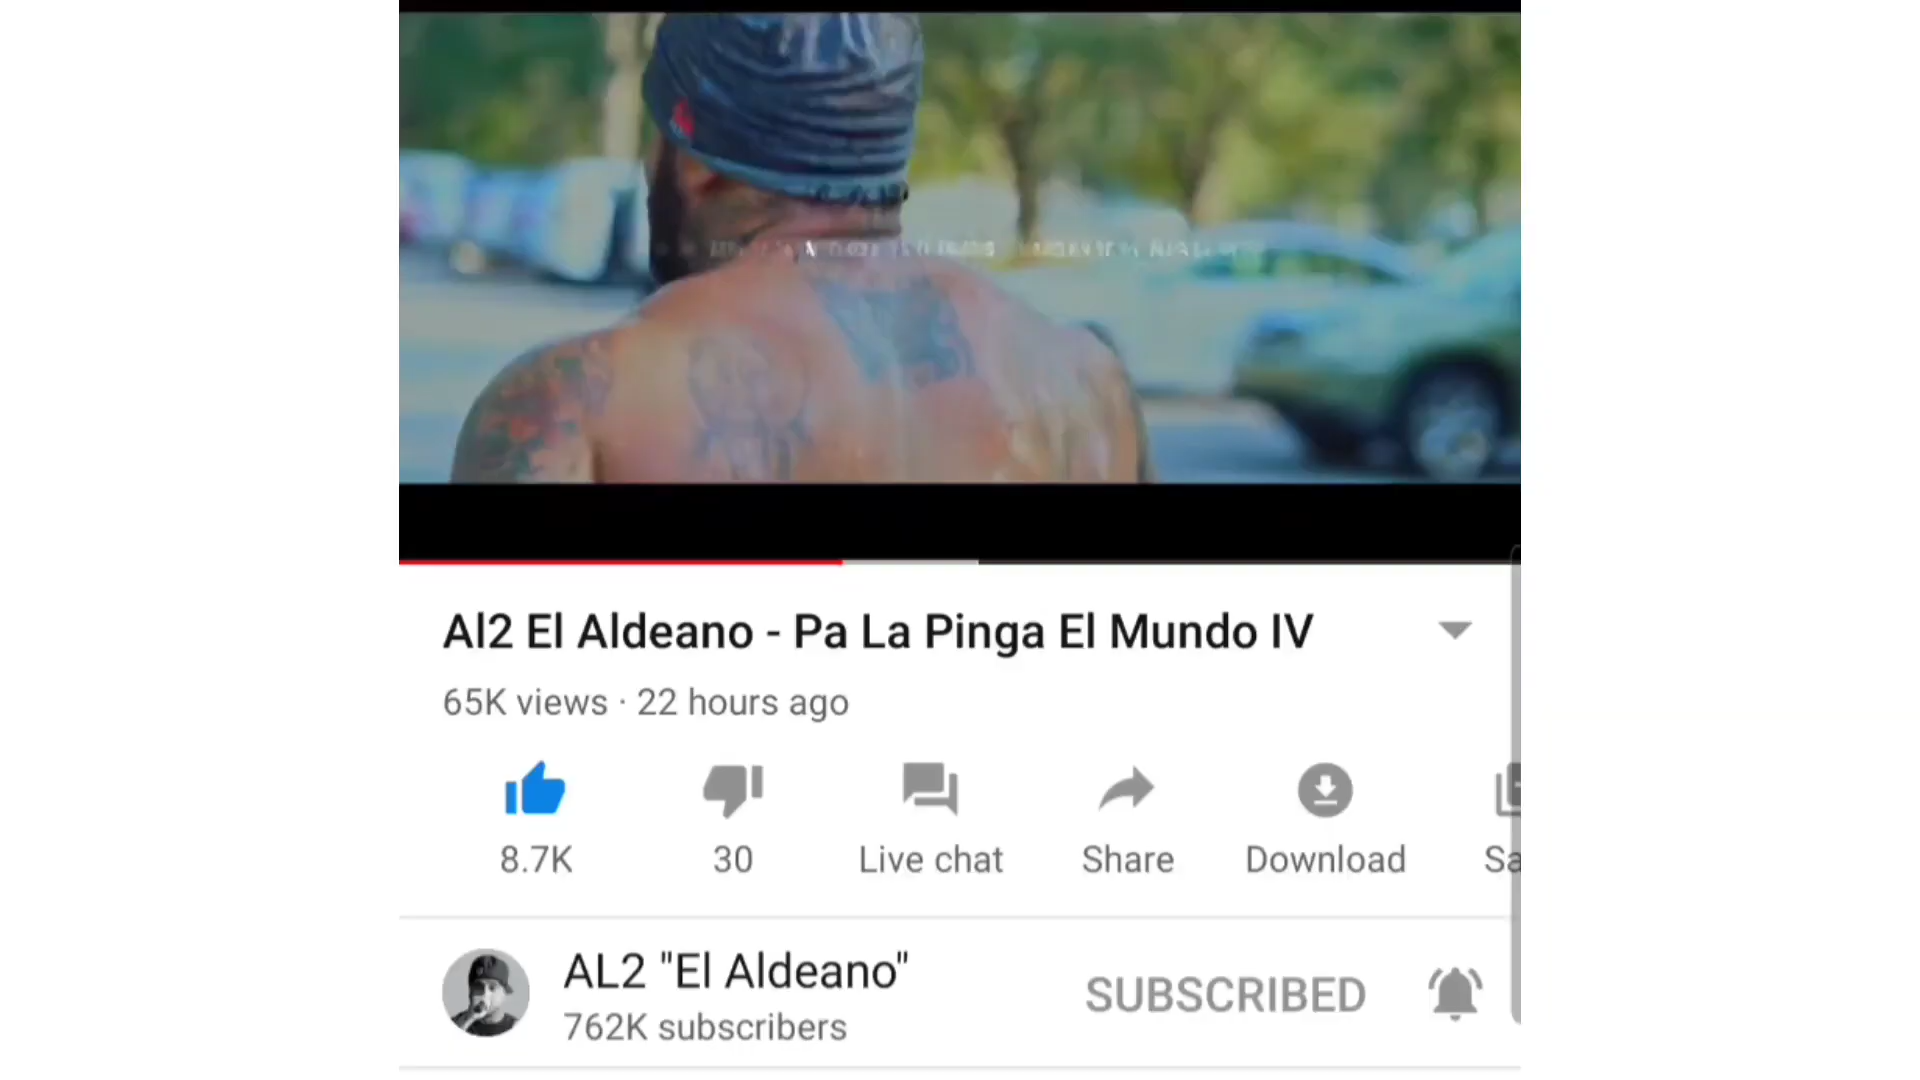 Al2 El Aldeano - Pa La Pinga El Mundo IV
65K views · 22 hours ago
8.7K
30
Live chat
Share
Download
Sa
AL2 "El Aldeano"
SUBSCRIBED
762K subscribers